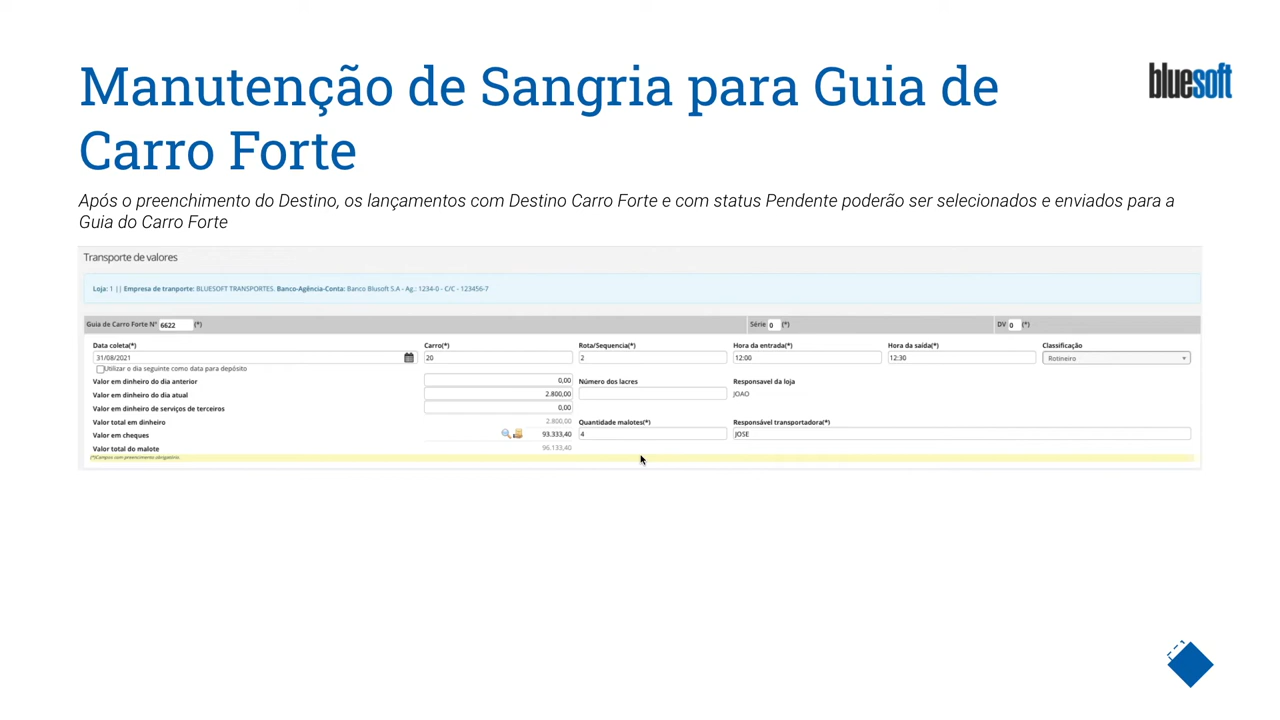 Manutenção de Sangria para Guia de
Carro Forte
bluesoft
Após o preenchimento do Destino, os lançamentos com Destino Carro Forte e com status Pendente poderão ser selecionados e enviados para a
Guia do Carro Forte
Transporte de valores
Loja: 1 || Empresa de tranporte: BLUESOFT TRANSPORTES. Banco-Agência-Conta: Banco Blusoft S.A - Ag.: 1234-0 - C/C - 123456-7
Guia de Carro Forte N° 6622 (*) Série 0 (*) DV 0 (*)
Data coleta(*) Carro(*) Rota/Sequencia(*) Hora da entrada(*) Hora da saída(*) Classificação
31/08/2021 20 2 12:00 12:30 Rotineiro
Utilizar o dia seguinte como data para depósito
Valor em dinheiro do dia anterior 0,00 Número dos lacres Responsavel da loja
Valor em dinheiro do dia atual 2.800,00 JOAO
Valor em dinheiro de serviços de terceiros 0,00
Valor total em dinheiro 2.800,00 Quantidade malotes(*) Responsável transportadora(*)
Valor em cheques 93.333,40 4 JOSE
Valor total do malote 96.133,40
(*)Campos com preenchimento obrigatório.